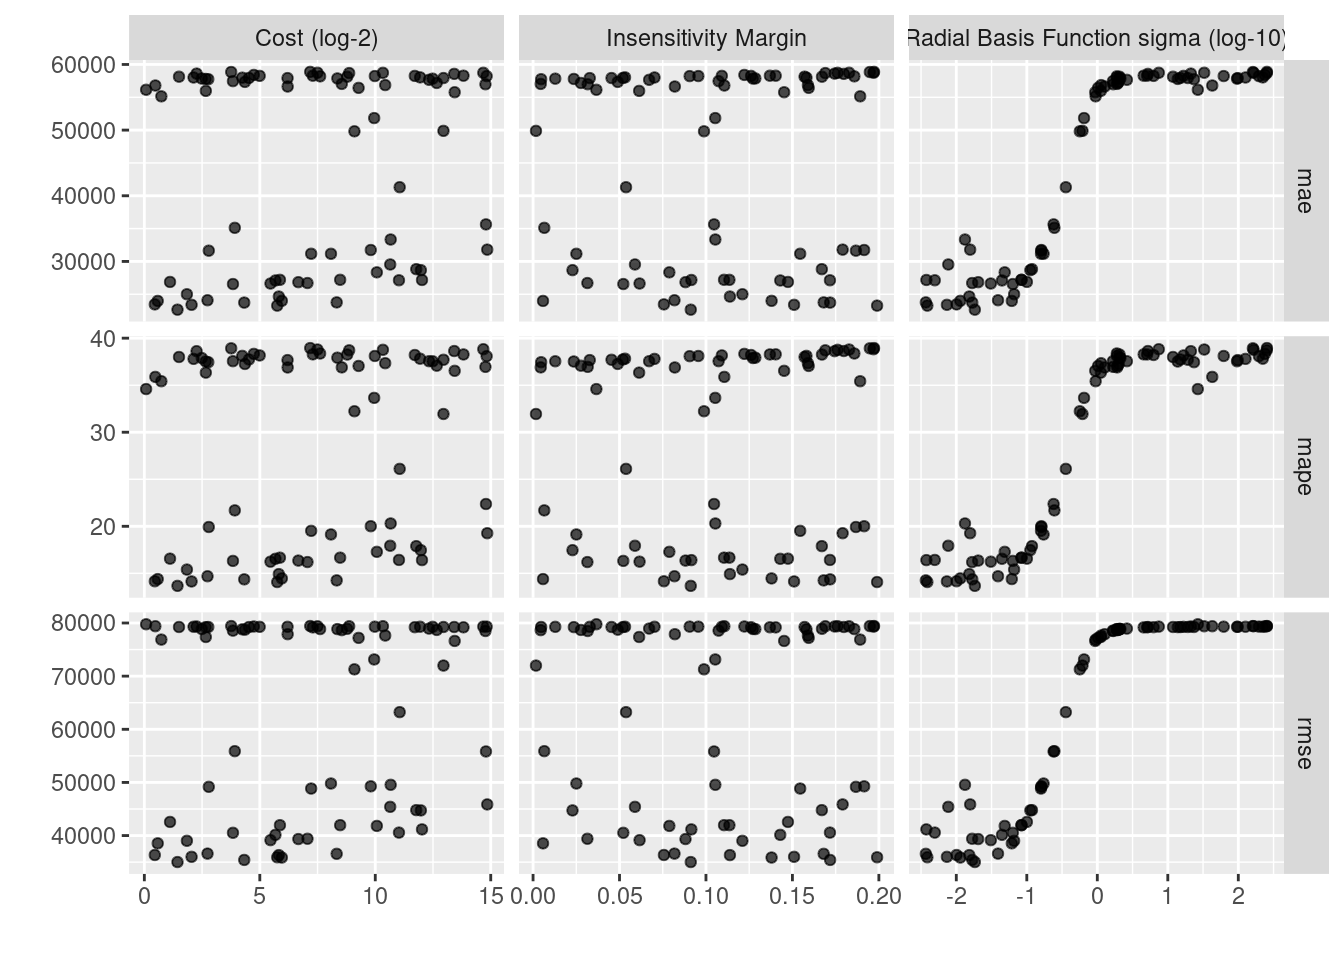 Cost (log-2) Insensitivity Margin Radial Basis Function sigma (log-10)
60000
50000
40000
30000
mae
40
30
20
mape
80000
70000
60000
50000
40000
rmse
0 5 10 15 0.00 0.05 0.10 0.15 0.20 -2 -1 0 1 2